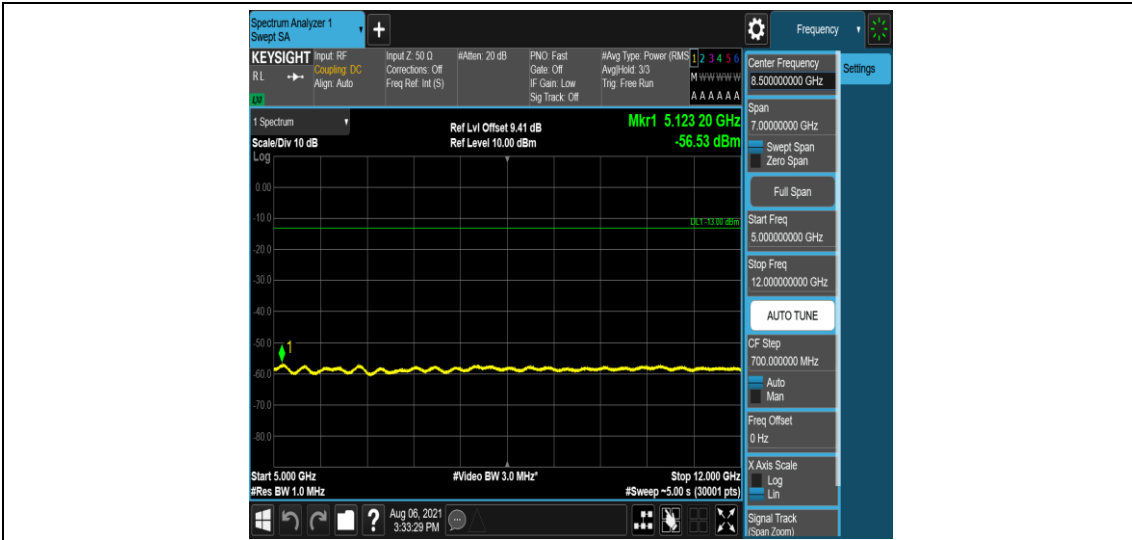 Spectrum Analyzer 1
Swept SA
+
Frequency
KEYSIGHT
RL
LXI
Input: RF
Coupling: DC
Align: Auto
Input Z: 50 Ω
Corrections: Off
Freq Ref: Int (S)
#Atten: 20 dB
PNO: Fast
Gate: Off
IF Gain: Low
Sig Track: Off
#Avg Type: Power (RMS
Avg|Hold: 3/3
Trig: Free Run
1 2 3 4 5 6
M W W W W W
A A A A A A
1 Spectrum
Scale/Div 10 dB
Log
Ref Lvl Offset 9.41 dB
Ref Level 10.00 dBm
Mkr1 5.123 20 GHz
-56.53 dBm
0.00
-10.0
DL1 -13.00 dBm
-20.0
-30.0
-40.0
-50.0
1
-60.0
-70.0
-80.0
Start 5.000 GHz
#Res BW 1.0 MHz
#Video BW 3.0 MHz*
Stop 12.000 GHz
#Sweep ~5.00 s (30001 pts)
?
Aug 06, 2021
3:33:29 PM
Center Frequency
8.500000000 GHz
Settings
Span
7.00000000 GHz
Swept Span
Zero Span
Full Span
Start Freq
5.000000000 GHz
Stop Freq
12.000000000 GHz
AUTO TUNE
CF Step
700.000000 MHz
Auto
Man
Freq Offset
0 Hz
X Axis Scale
Log
Lin
Signal Track
(Span Zoom)